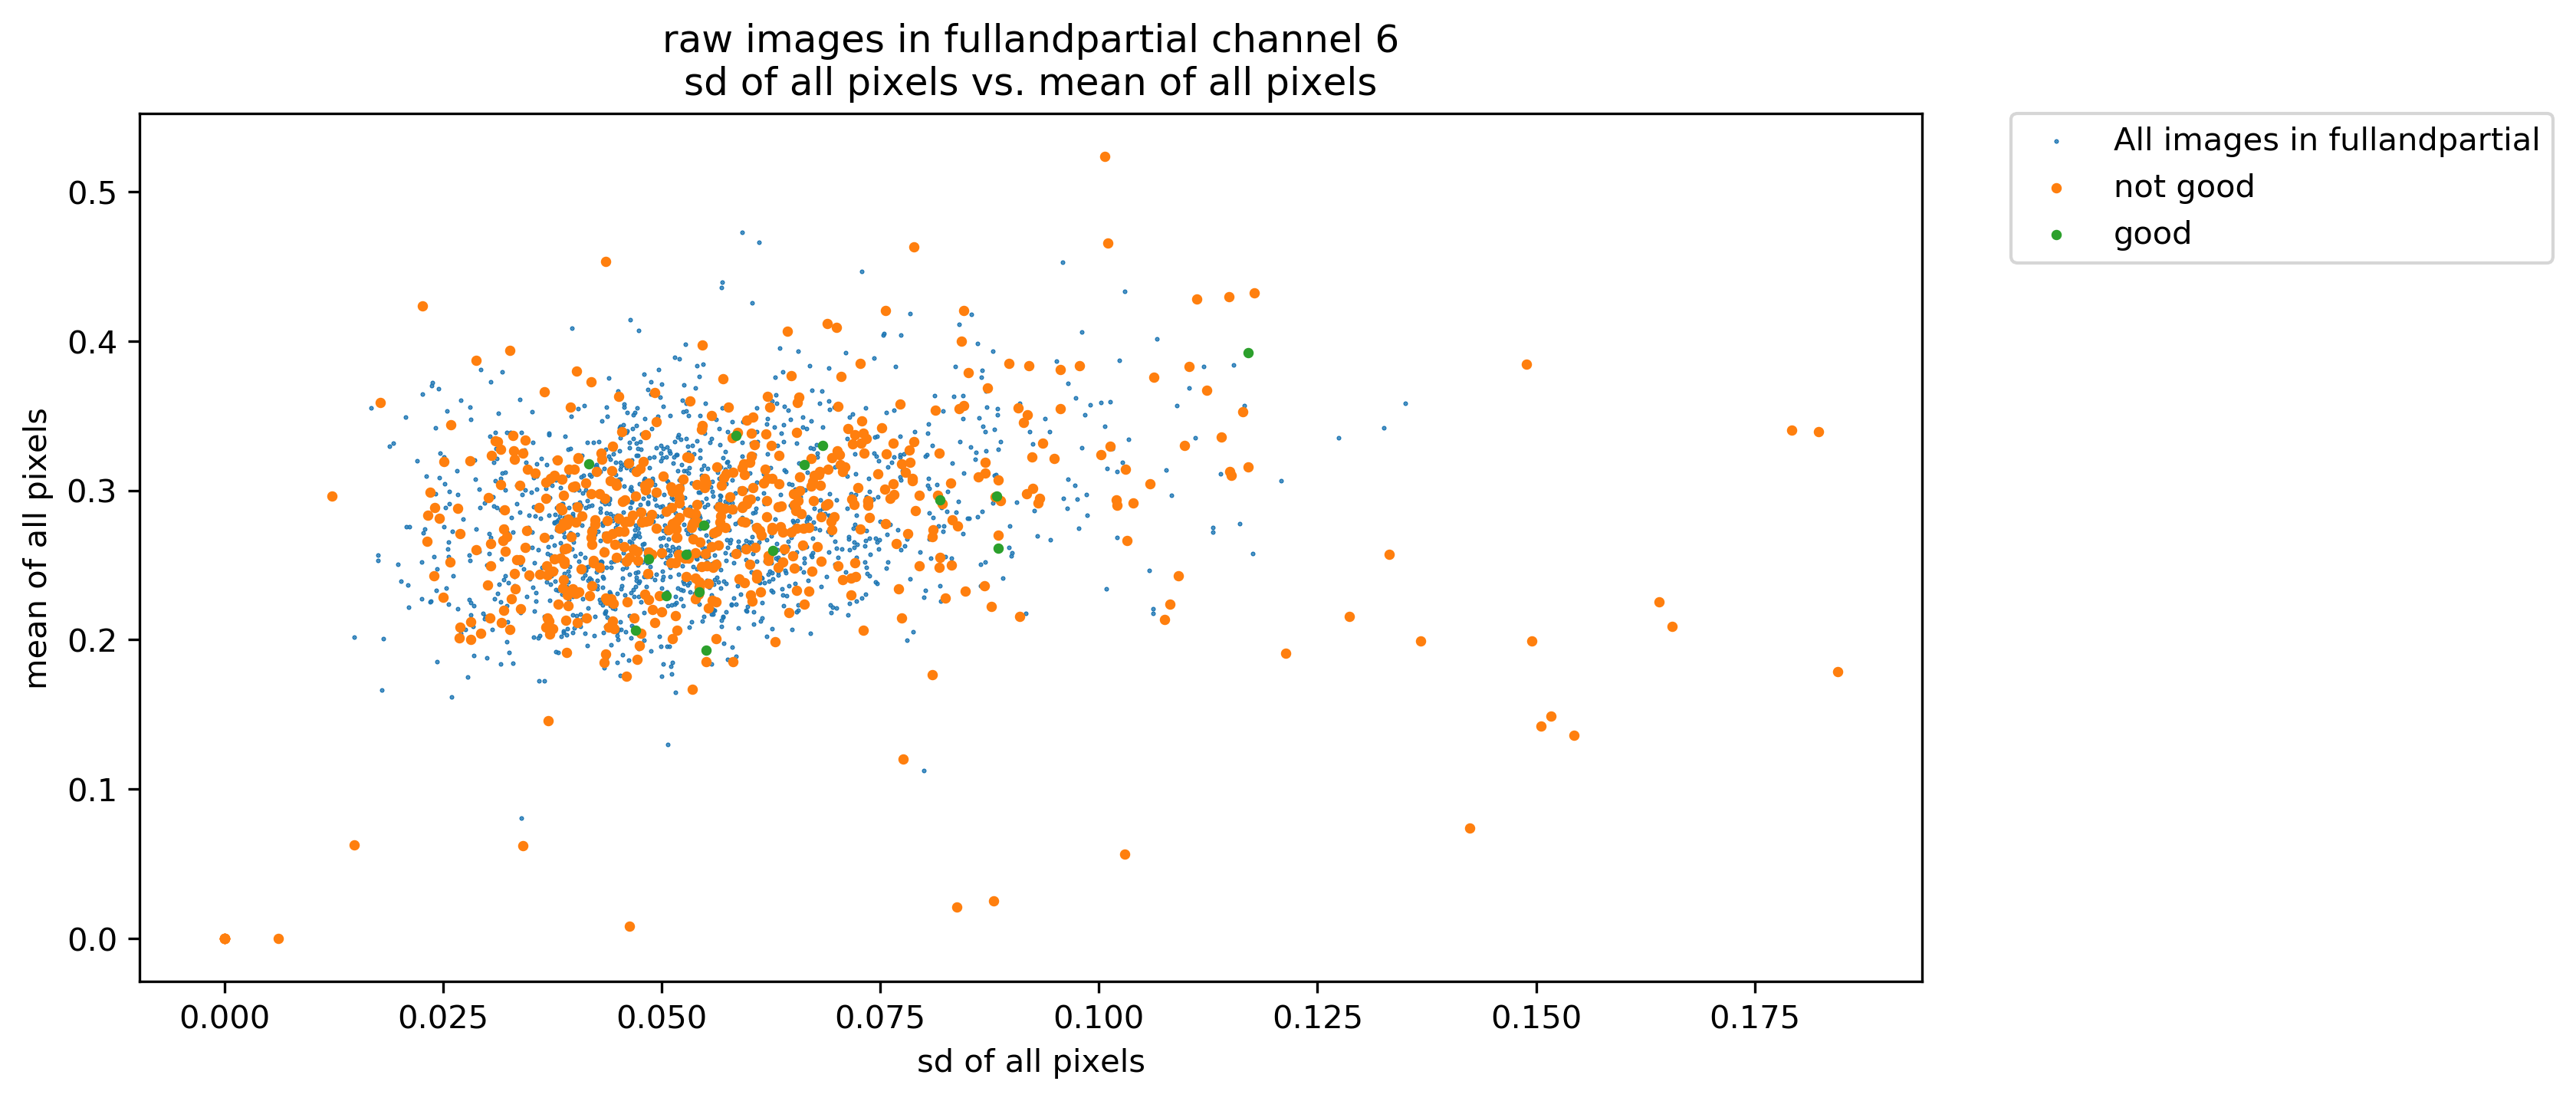 raw images in fullandpartial channel 6
sd of all pixels vs. mean of all pixels
All images in fullandpartial
not good
good
mean of all pixels
0.5
0.4
0.3
0.2
0.1
0.0
0.000 0.025 0.050 0.075 0.100 0.125 0.150 0.175
sd of all pixels